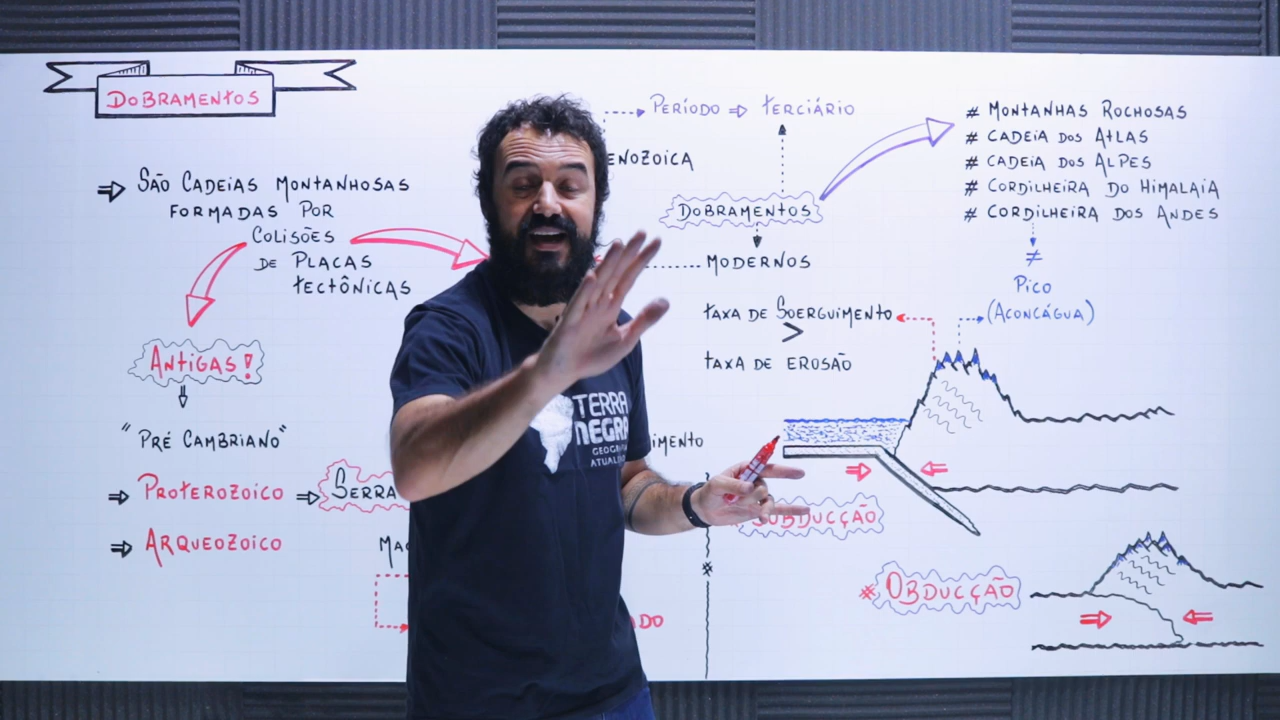 DOBRAMENTOS
⇒ SÃO CADEIAS MONTANHOSAS
FORMADAS POR
COLISÕES
DE PLACAS
TECTÔNICAS
ANTIGAS!
"PRÉ CAMBRIANO"
⇒ PROTEROZOICO ⇒ SERRA
⇒ ARQUEOZOICO
PERÍODO ⇒ TERCIÁRIO
ENOZOICA
DOBRAMENTOS
MODERNOS
TAXA DE SOERGUIMENTO
>
TAXA DE EROSÃO
# MONTANHAS ROCHOSAS
# CADEIA DOS ATLAS
# CADEIA DOS ALPES
# CORDILHEIRA DO HIMALAIA
# CORDILHEIRA DOS ANDES
≠
PICO
(ACONCÁGUA)
IMENTO
SUBDUCÇÃO
* OBDUCÇÃO
DO
TERRA
NEGRA
GEOGRAFIA